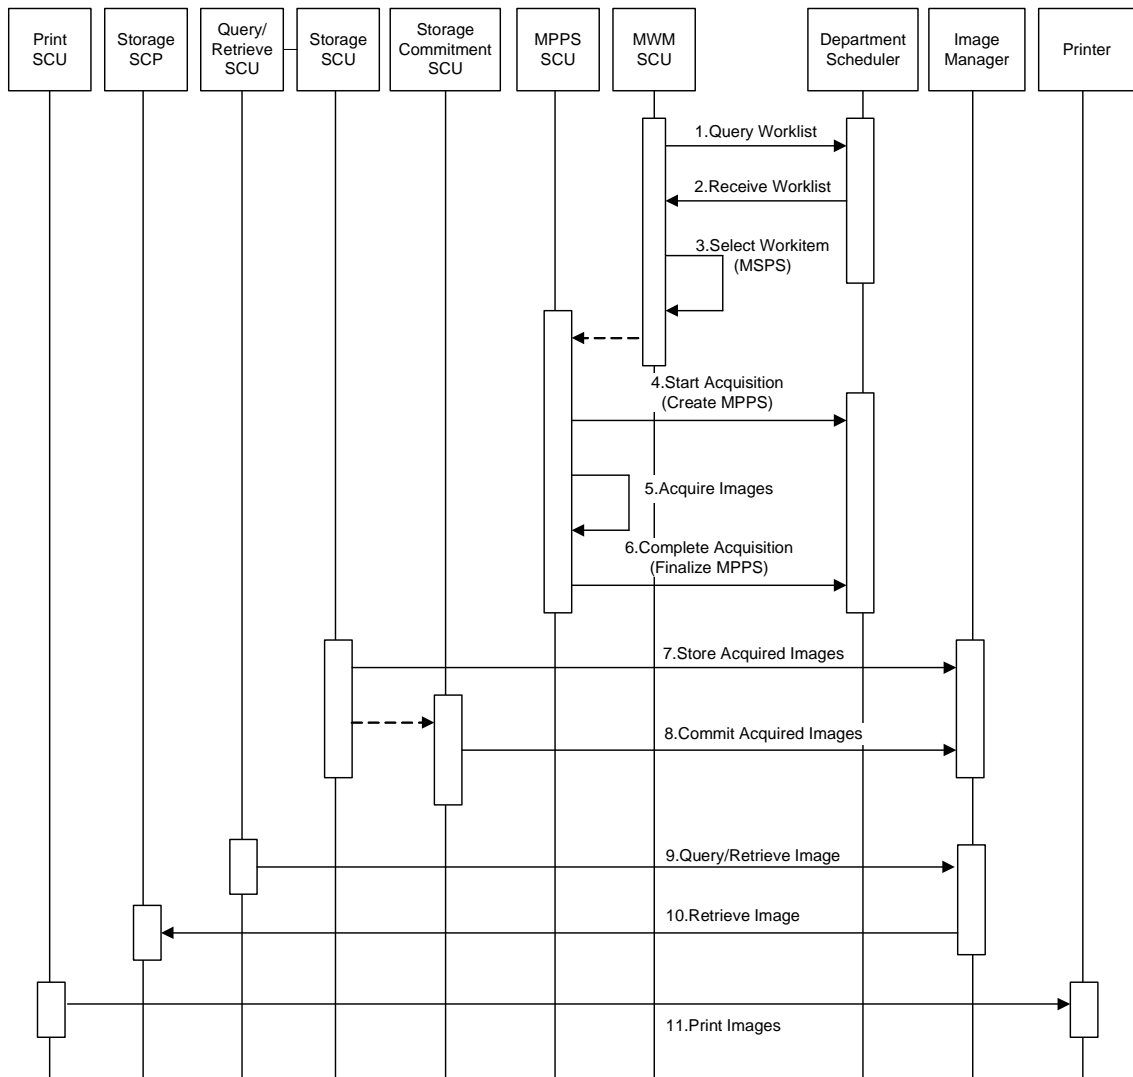 Print
SCU
Storage
SCP
Query/
Retrieve
SCU
Storage
SCU
Storage
Commitment
SCU
MPPS
SCU
MWM
SCU
Department
Scheduler
Image
Manager
Printer
1.Query Worklist
2.Receive Worklist
3.Select Workitem
(MSPS)
4.Start Acquisition
(Create MPPS)
5.Acquire Images
6.Complete Acquisition
(Finalize MPPS)
7.Store Acquired Images
8.Commit Acquired Images
9.Query/Retrieve Image
10.Retrieve Image
11.Print Images